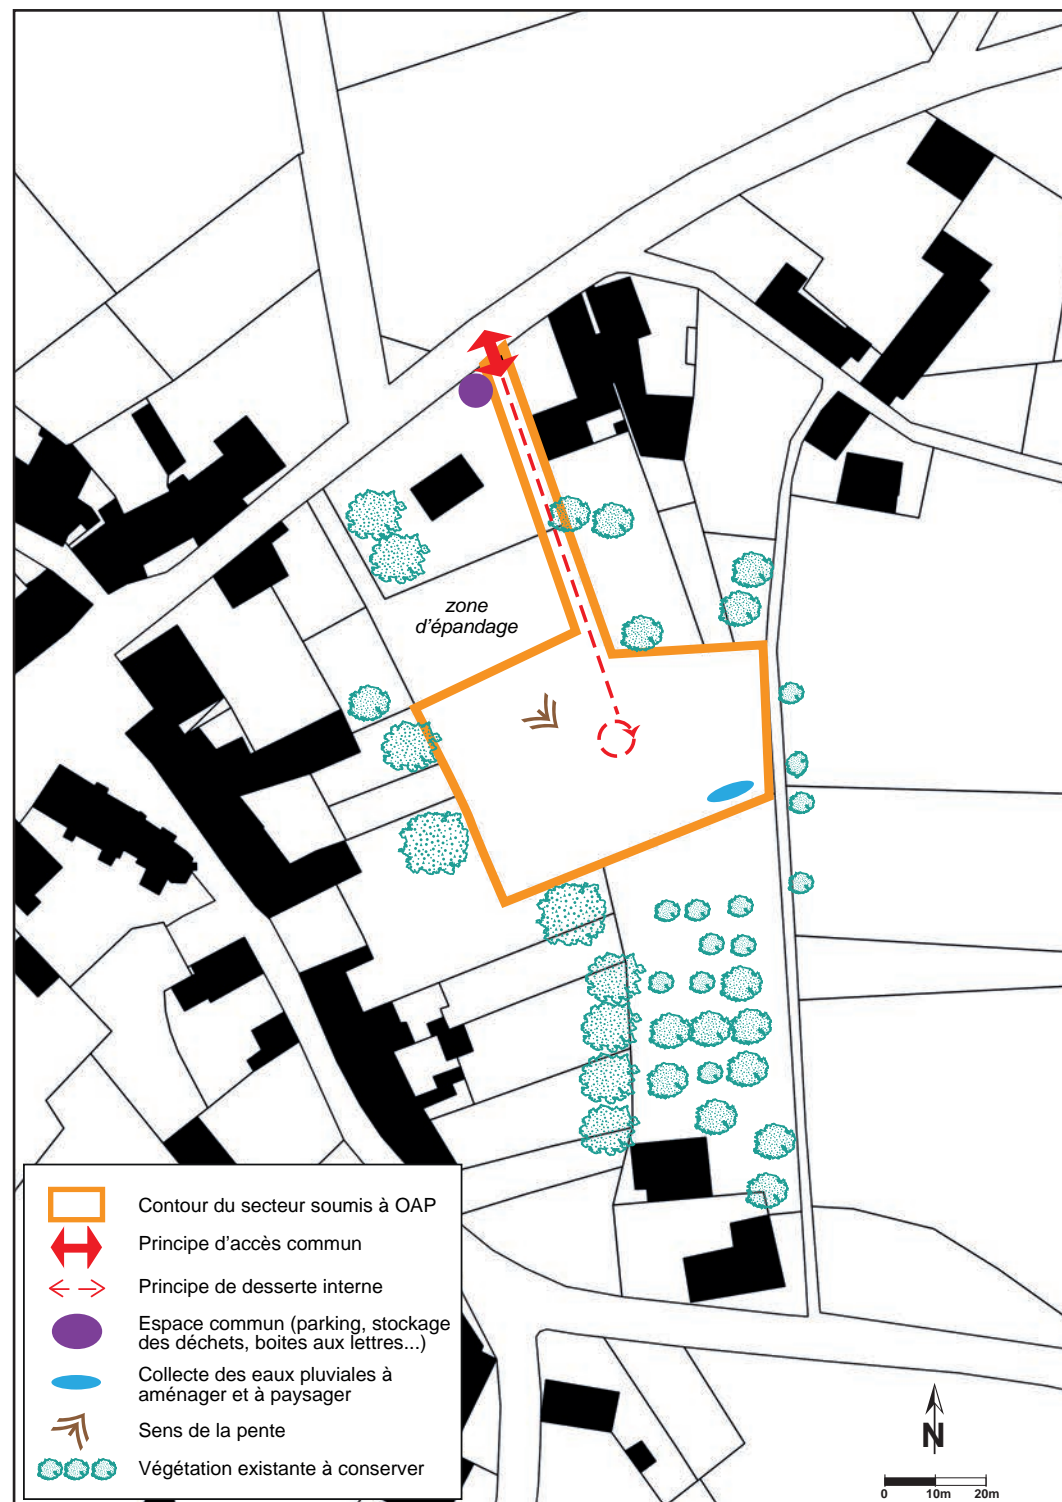 zone
d'épandage
Contour du secteur soumis à OAP
Principe d'accès commun
Principe de desserte interne
Espace commun (parking, stockage
des déchets, boites aux lettres...)
Collecte des eaux pluviales à
aménager et à paysager
Sens de la pente
Végétation existante à conserver
N
0 10m 20m